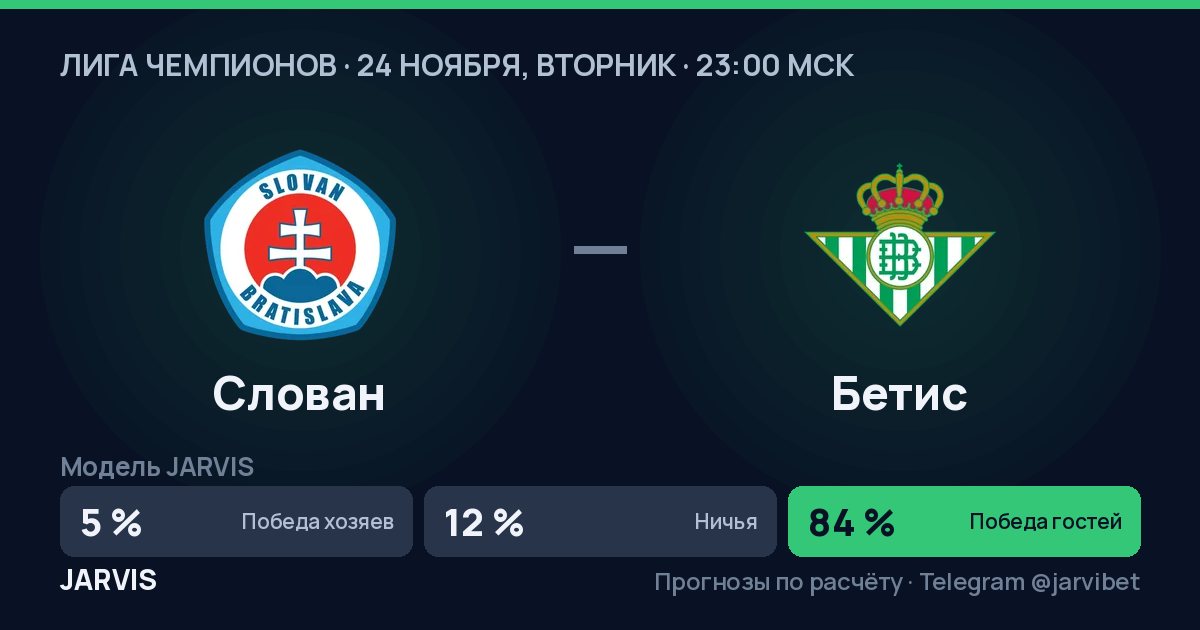 ЛИГА ЧЕМПИОНОВ · 24 НОЯБРЯ, ВТОРНИК · 23:00 МСК
SLOVAN
BRATISLAVA
Слован
—
Бетис
Модель JARVIS
5 % Победа хозяев
12 % Ничья
84 % Победа гостей
JARVIS
Прогнозы по расчёту · Telegram @jarvibet